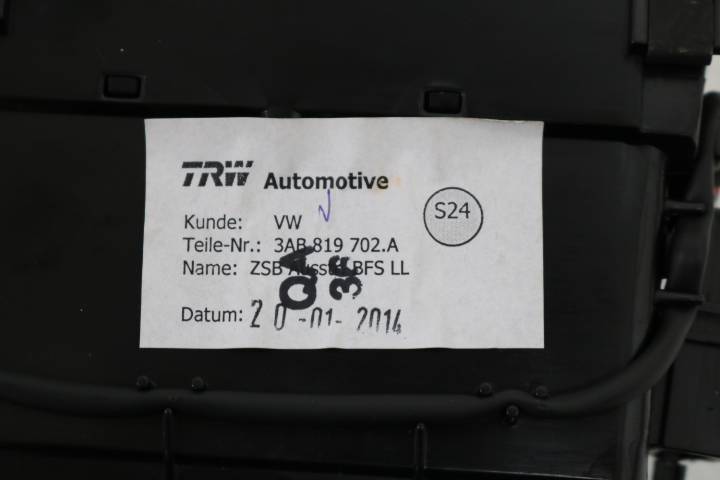 TRW Automotive
S24
Kunde: VW
Teile-Nr.: 3AB 819 702.A
Name: ZSB BFS LL
QA
3F
Datum: 20-01-2014